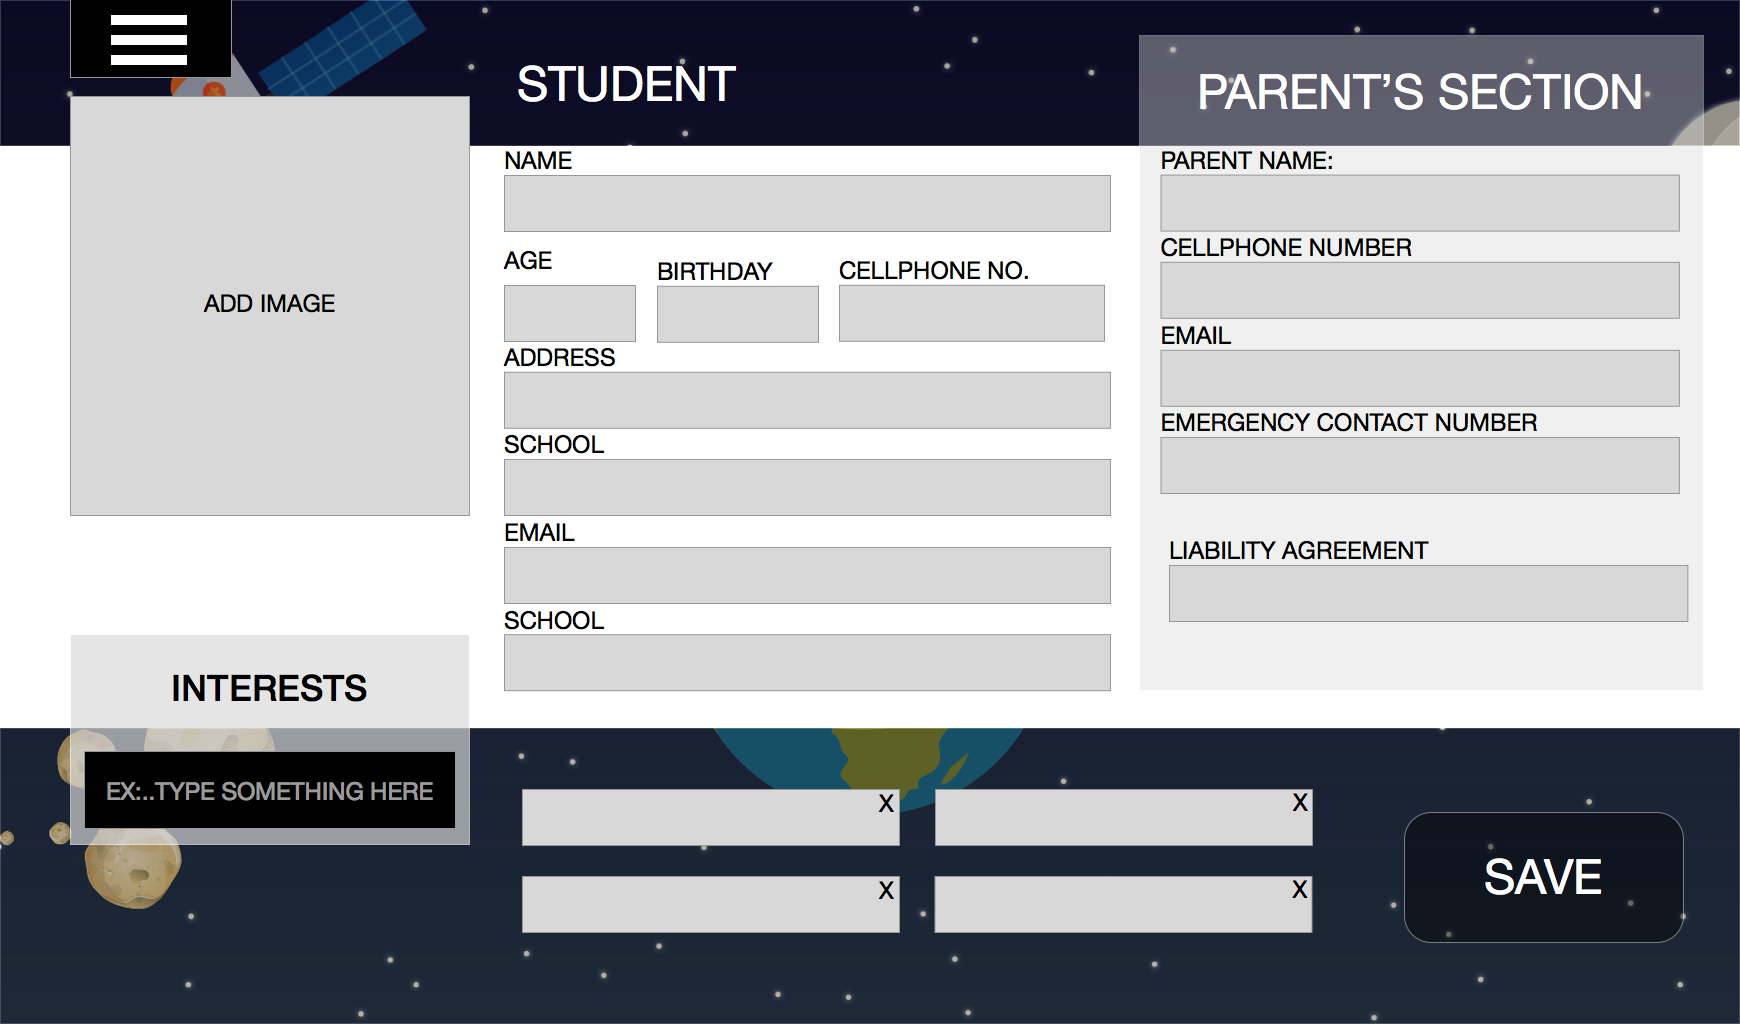 STUDENT
PARENT’S SECTION
ADD IMAGE
NAME
AGE
BIRTHDAY
CELLPHONE NO.
ADDRESS
SCHOOL
EMAIL
SCHOOL
PARENT NAME:
CELLPHONE NUMBER
EMAIL
EMERGENCY CONTACT NUMBER
LIABILITY AGREEMENT
INTERESTS
EX:..TYPE SOMETHING HERE
X
X
X
X
SAVE